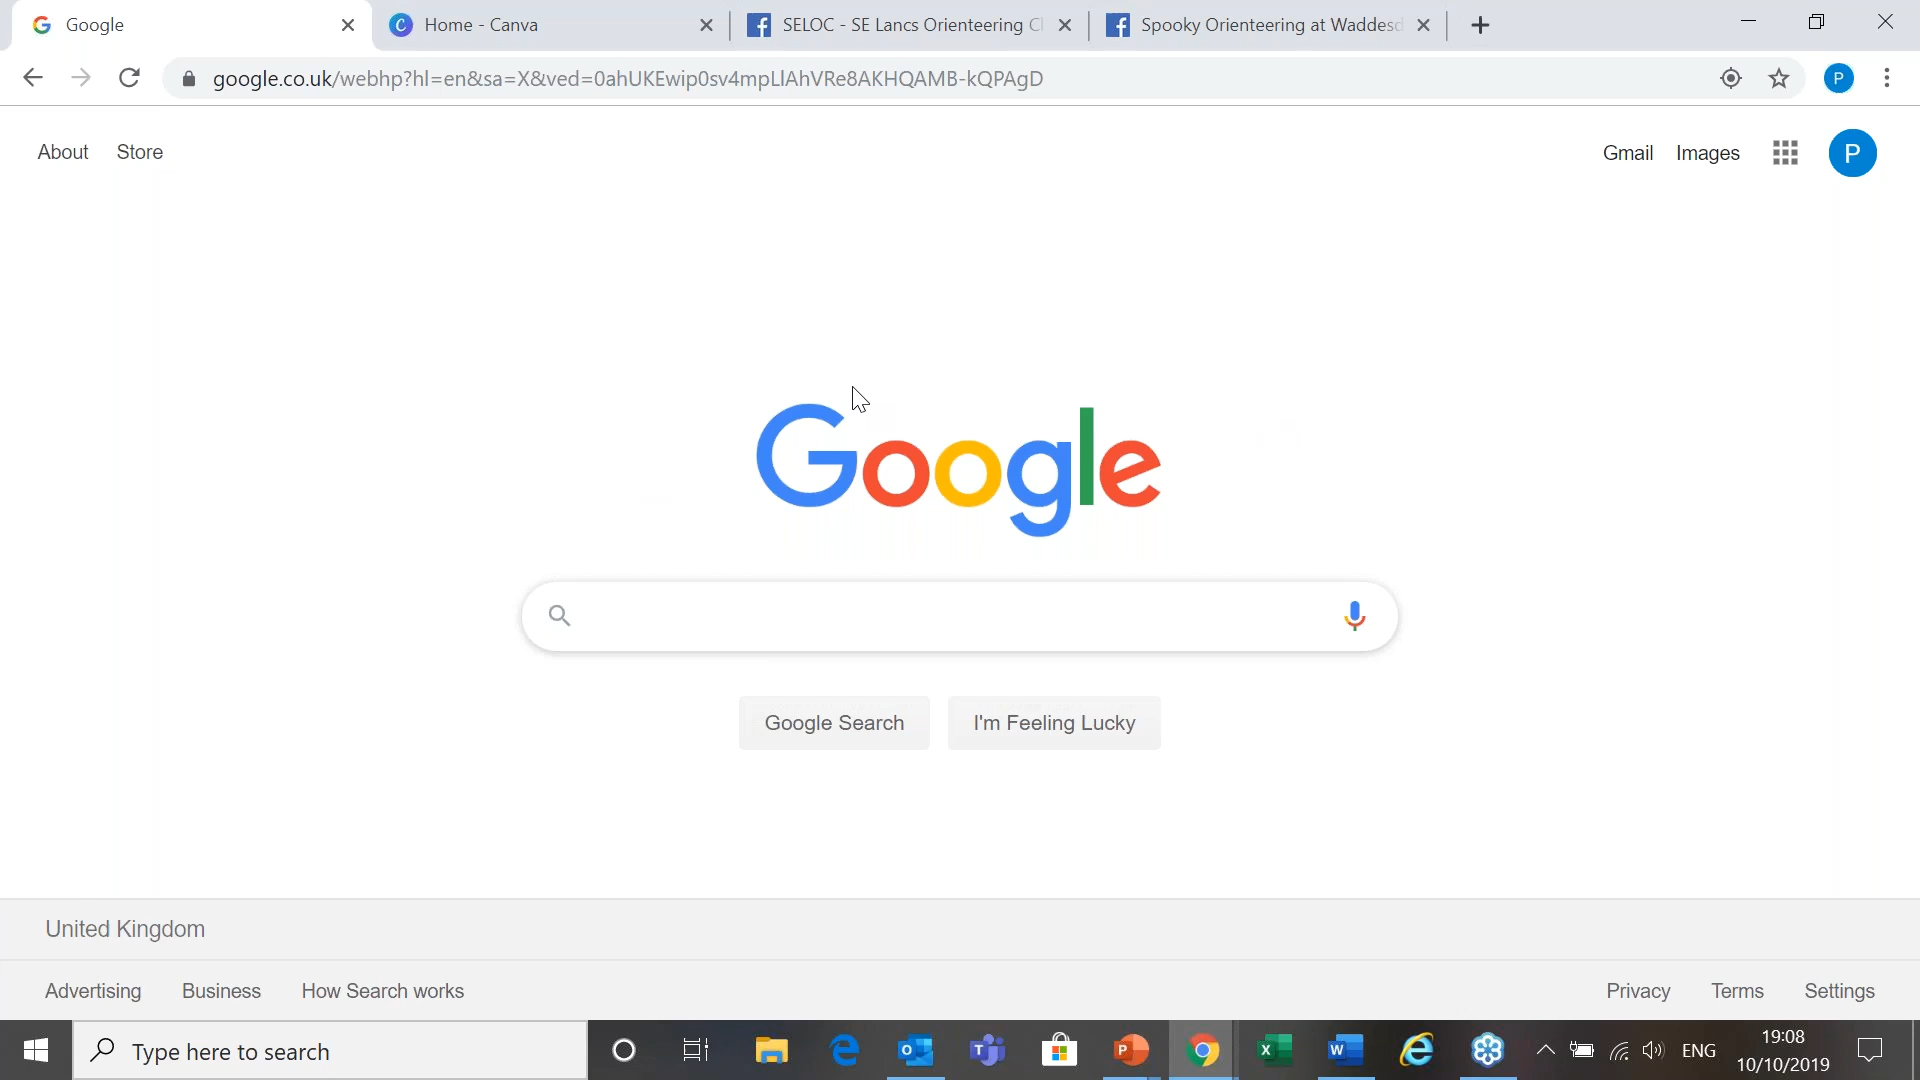 Google
Home - Canva
SELOC - SE Lancs Orienteering Cl
Spooky Orienteering at Waddesd
google.co.uk/webhp?hl=en&sa=X&ved=0ahUKEwip0sv4mpLlAhVRe8AKHQAMB-kQPAgD
P
About Store
Gmail Images P
Google
Google Search
I'm Feeling Lucky
United Kingdom
Advertising Business How Search works
Privacy Terms Settings
Type here to search
ENG
19:08
10/10/2019